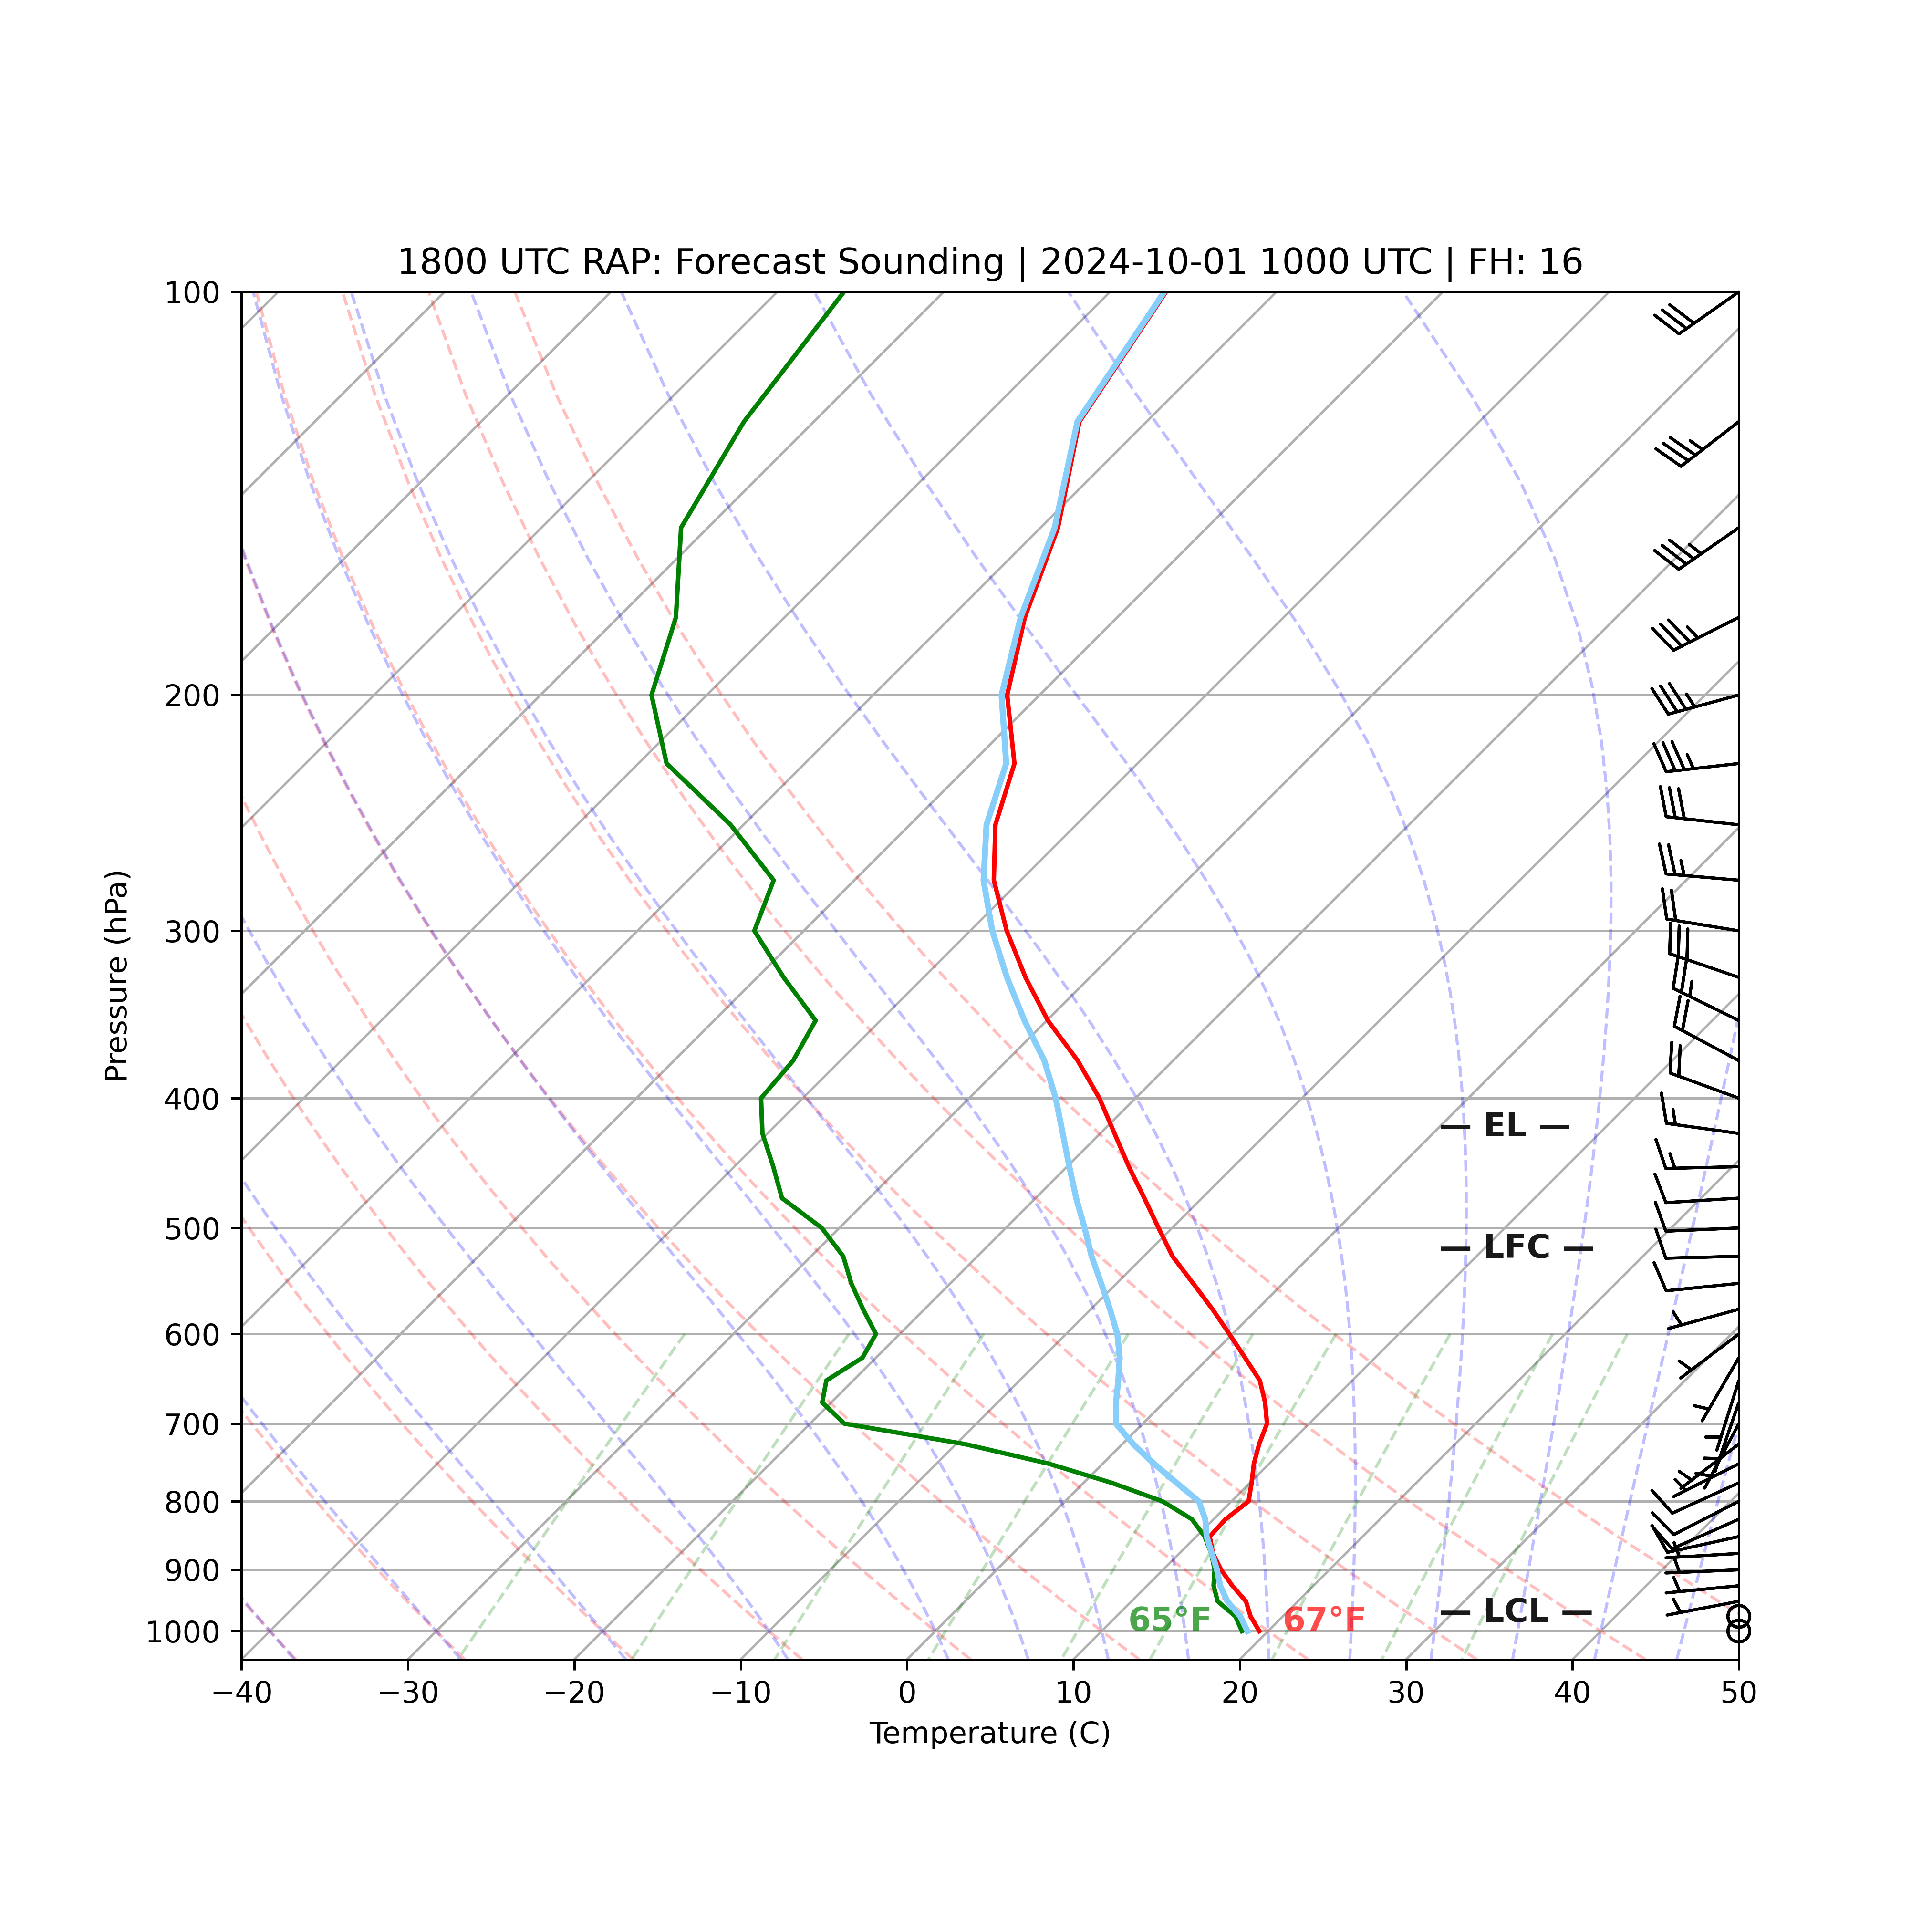 1800 UTC RAP: Forecast Sounding | 2024-10-01 1000 UTC | FH: 16
100
200
300
400
500
600
700
800
900
1000
Pressure (hPa)
— EL —
— LFC —
— LCL —
65°F
67°F
−40 −30 −20 −10 0 10 20 30 40 50
Temperature (C)